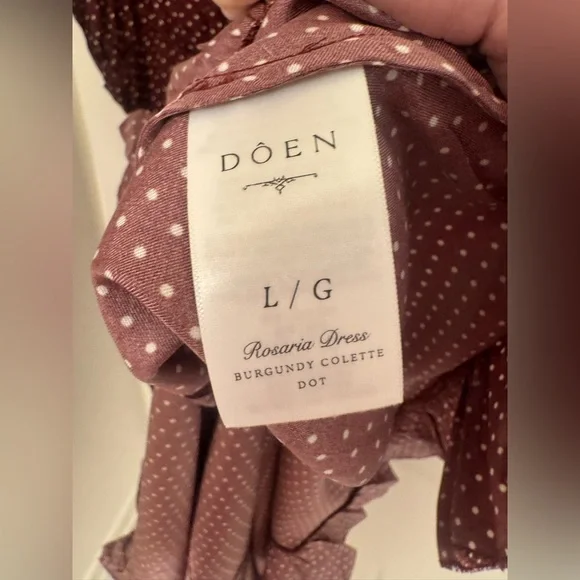 DÔEN
L / G
Rosaria Dress
BURGUNDY COLETTE
DOT